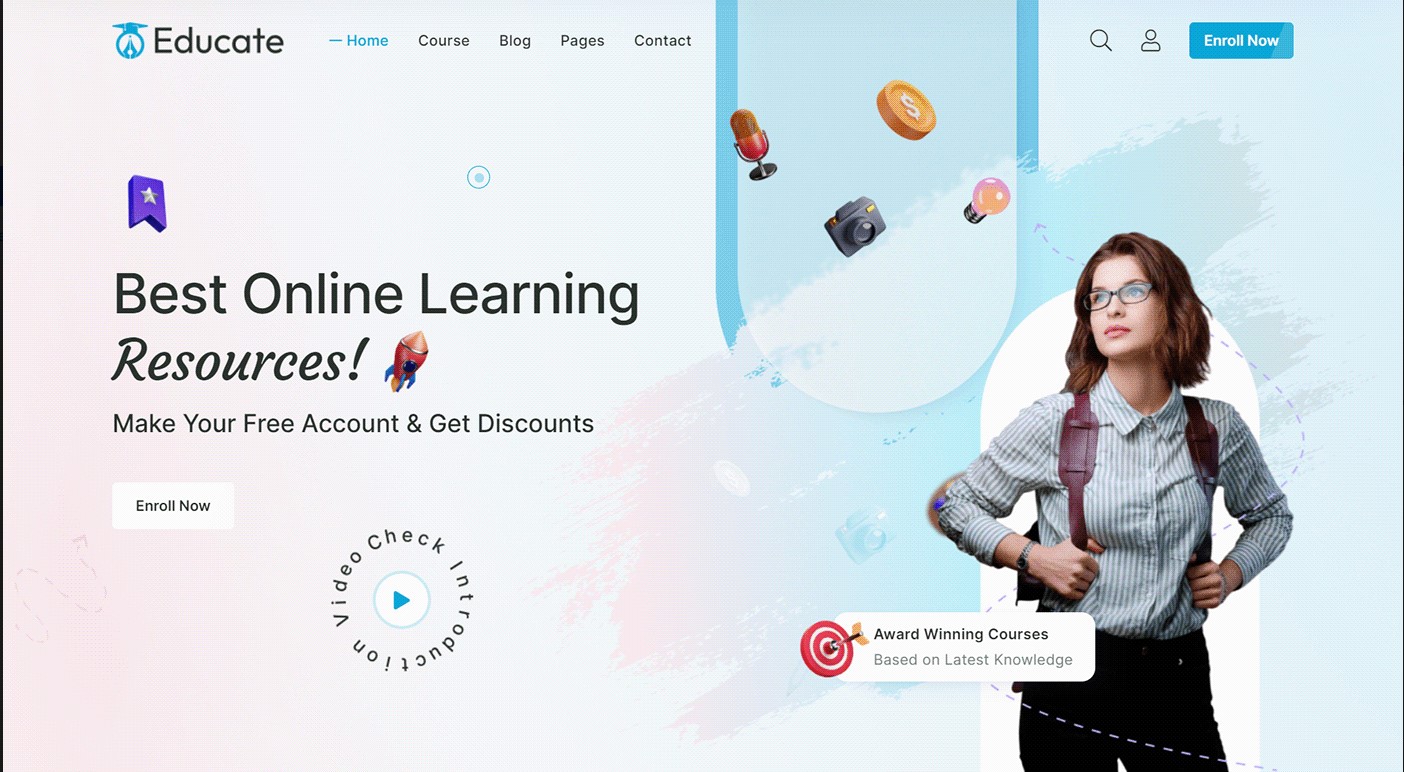 Educate
Home
Course
Blog
Pages
Contact
Enroll Now
Best Online Learning
Resources!
Make Your Free Account & Get Discounts
Enroll Now
Check Introduction Video
Award Winning Courses
Based on Latest Knowledge